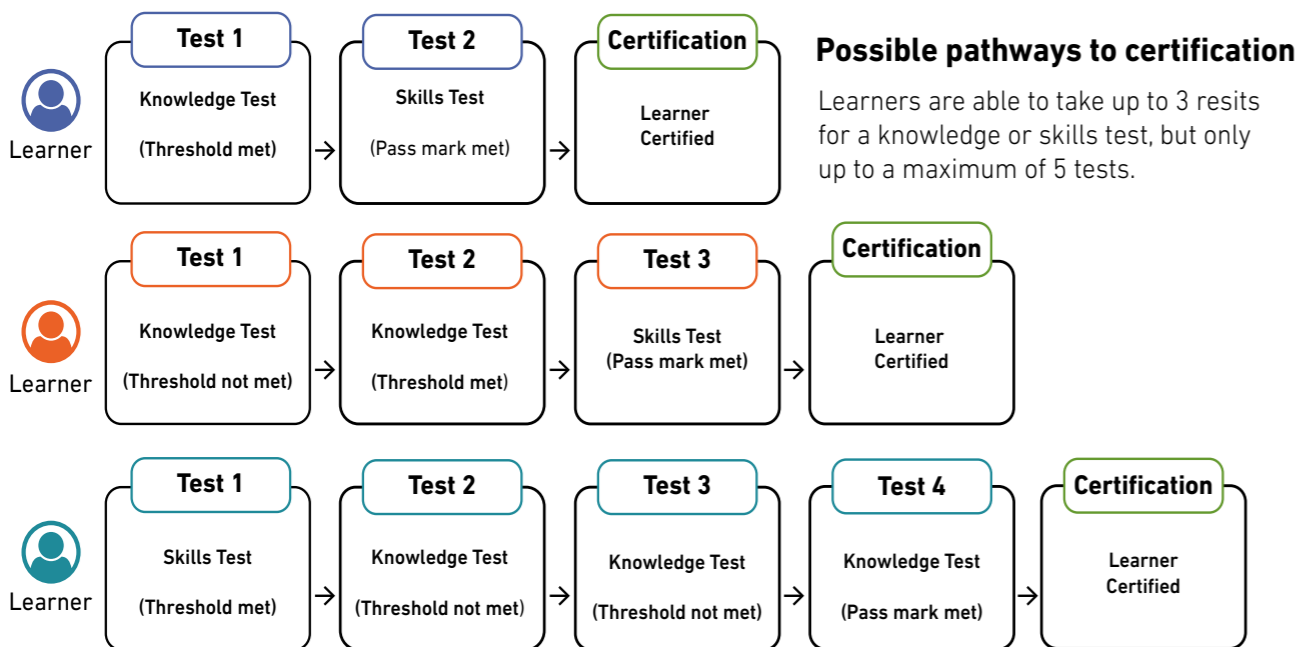 Possible pathways to certification
Learners are able to take up to 3 resits
for a knowledge or skills test, but only
up to a maximum of 5 tests.
Learner
Test 1
Knowledge Test
(Threshold met)
Test 2
Skills Test
(Pass mark met)
Certification
Learner
Certified
Learner
Test 1
Knowledge Test
(Threshold not met)
Test 2
Knowledge Test
(Threshold met)
Test 3
Skills Test
(Pass mark met)
Certification
Learner
Certified
Learner
Test 1
Skills Test
(Threshold met)
Test 2
Knowledge Test
(Threshold not met)
Test 3
Knowledge Test
(Threshold not met)
Test 4
Knowledge Test
(Pass mark met)
Certification
Learner
Certified